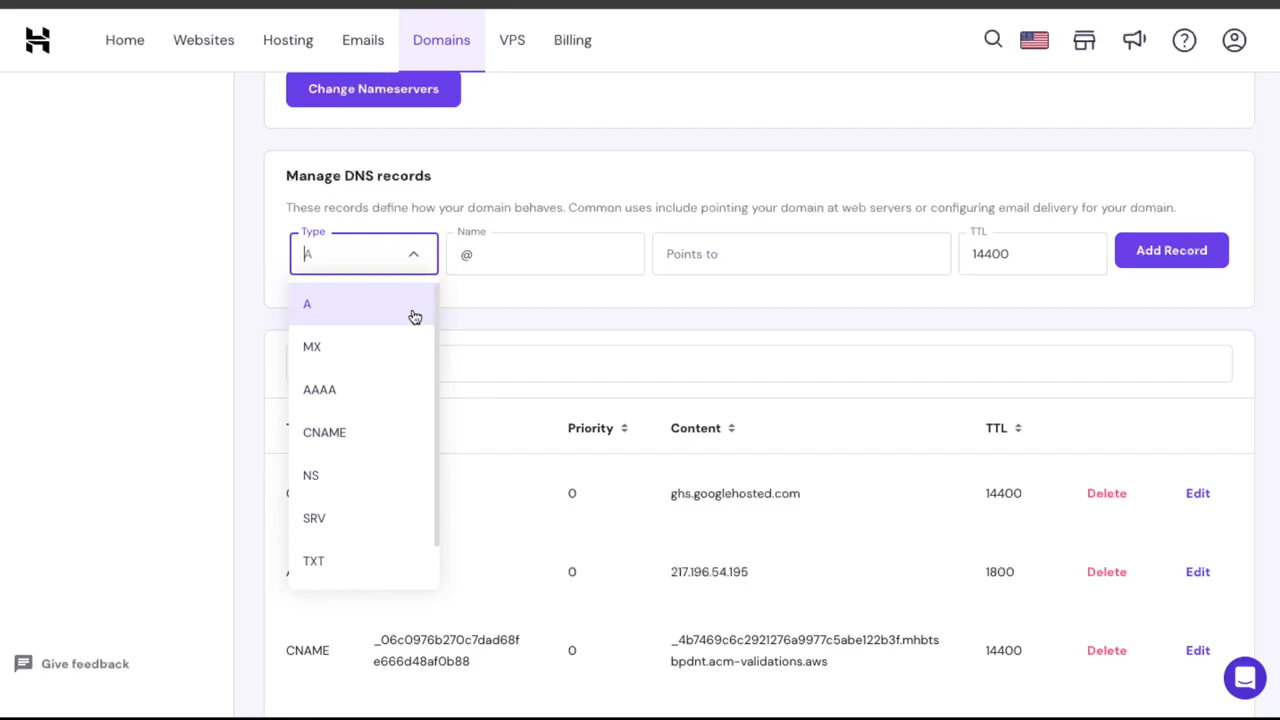 Home Websites Hosting Emails Domains VPS Billing
Change Nameservers
Manage DNS records
These records define how your domain behaves. Common uses include pointing your domain at web servers or configuring email delivery for your domain.
Type Name TTL
A @ Points to 14400 Add Record
A
MX
AAAA
CNAME
NS
SRV
TXT
Priority Content TTL
0 ghs.googlehosted.com 14400 Delete Edit
0 217.196.54.195 1800 Delete Edit
CNAME _06c0976b270c7dad68f 0 _4b7469c6c2921276a9977c5abe122b3f.mhbts 14400 Delete Edit
e666d48af0b88 bpdnt.acm-validations.aws
Give feedback